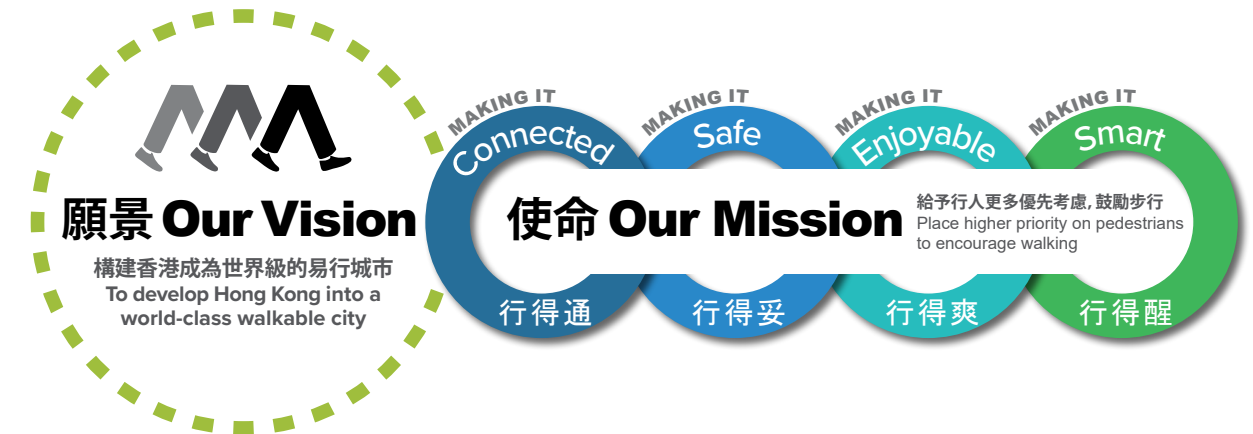 願景 Our Vision
構建香港成為世界級的易行城市
To develop Hong Kong into a
world-class walkable city
MAKING IT
Connected
行得通
MAKING IT
Safe
行得妥
MAKING IT
Enjoyable
行得爽
MAKING IT
Smart
行得醒
使命 Our Mission
給予行人更多優先考慮, 鼓勵步行
Place higher priority on pedestrians
to encourage walking